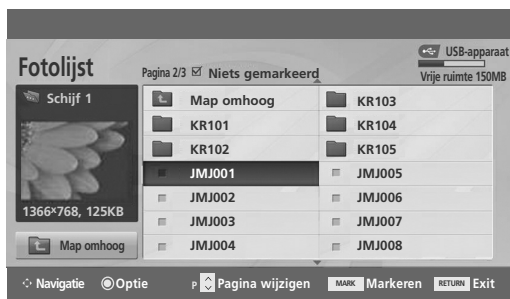 USB-apparaat
Fotolijst
Pagina 2/3 Niets gemarkeerd
Vrije ruimte 150MB
Schijf 1
1366x768, 125KB
Map omhoog
Map omhoog
KR101
KR102
JMJ001
JMJ002
JMJ003
JMJ004
KR103
KR104
KR105
JMJ005
JMJ006
JMJ007
JMJ008
Navigatie Optie P Pagina wijzigen MARK Markeren RETURN Exit